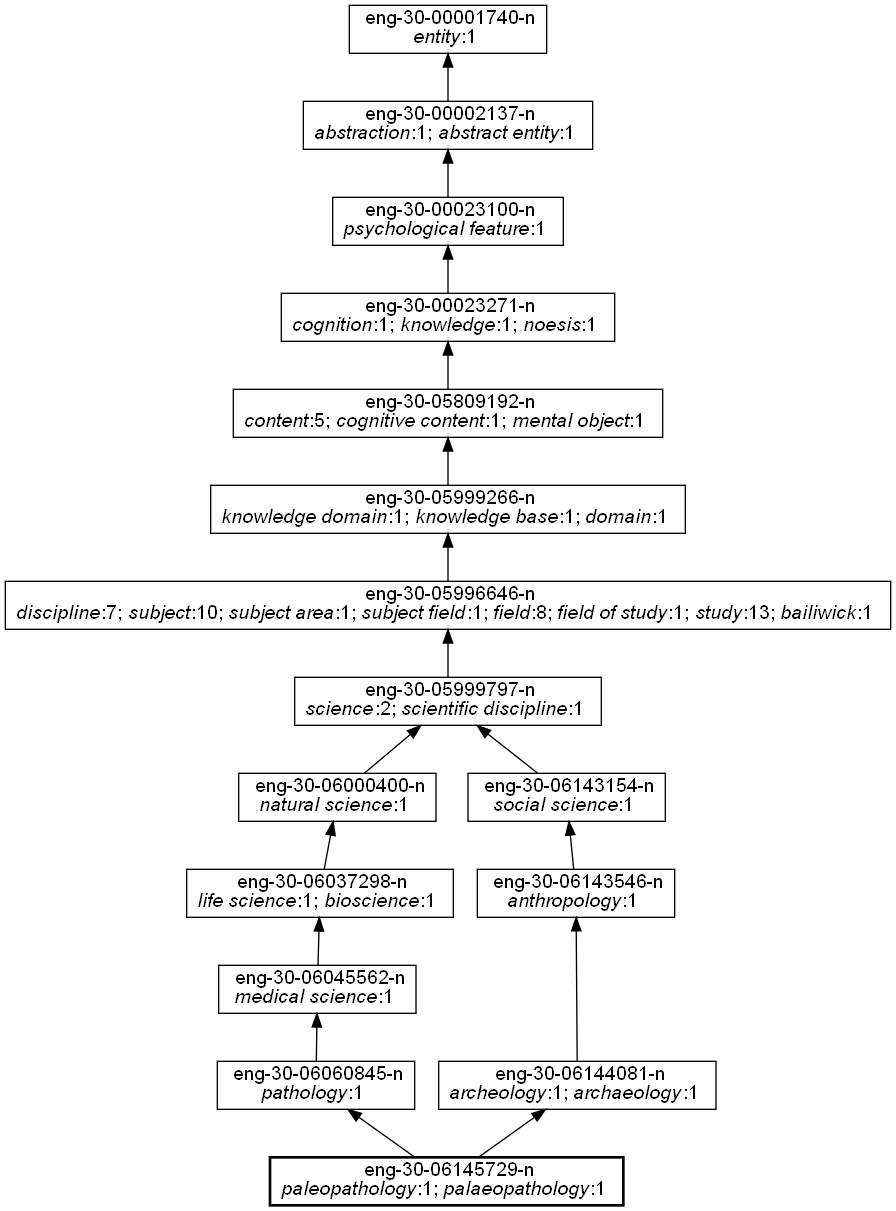 eng-30-00001740-n
entity:1
eng-30-00002137-n
abstraction:1; abstract entity:1
eng-30-00023100-n
psychological feature:1
eng-30-00023271-n
cognition:1; knowledge:1; noesis:1
eng-30-05809192-n
content:5; cognitive content:1; mental object:1
eng-30-05999266-n
knowledge domain:1; knowledge base:1; domain:1
eng-30-05996646-n
discipline:7; subject:10; subject area:1; subject field:1; field:8; field of study:1; study:13; bailiwick:1
eng-30-05999797-n
science:2; scientific discipline:1
eng-30-06000400-n
natural science:1
eng-30-06143154-n
social science:1
eng-30-06037298-n
life science:1; bioscience:1
eng-30-06143546-n
anthropology:1
eng-30-06045562-n
medical science:1
eng-30-06060845-n
pathology:1
eng-30-06144081-n
archeology:1; archaeology:1
eng-30-06145729-n
paleopathology:1; palaeopathology:1